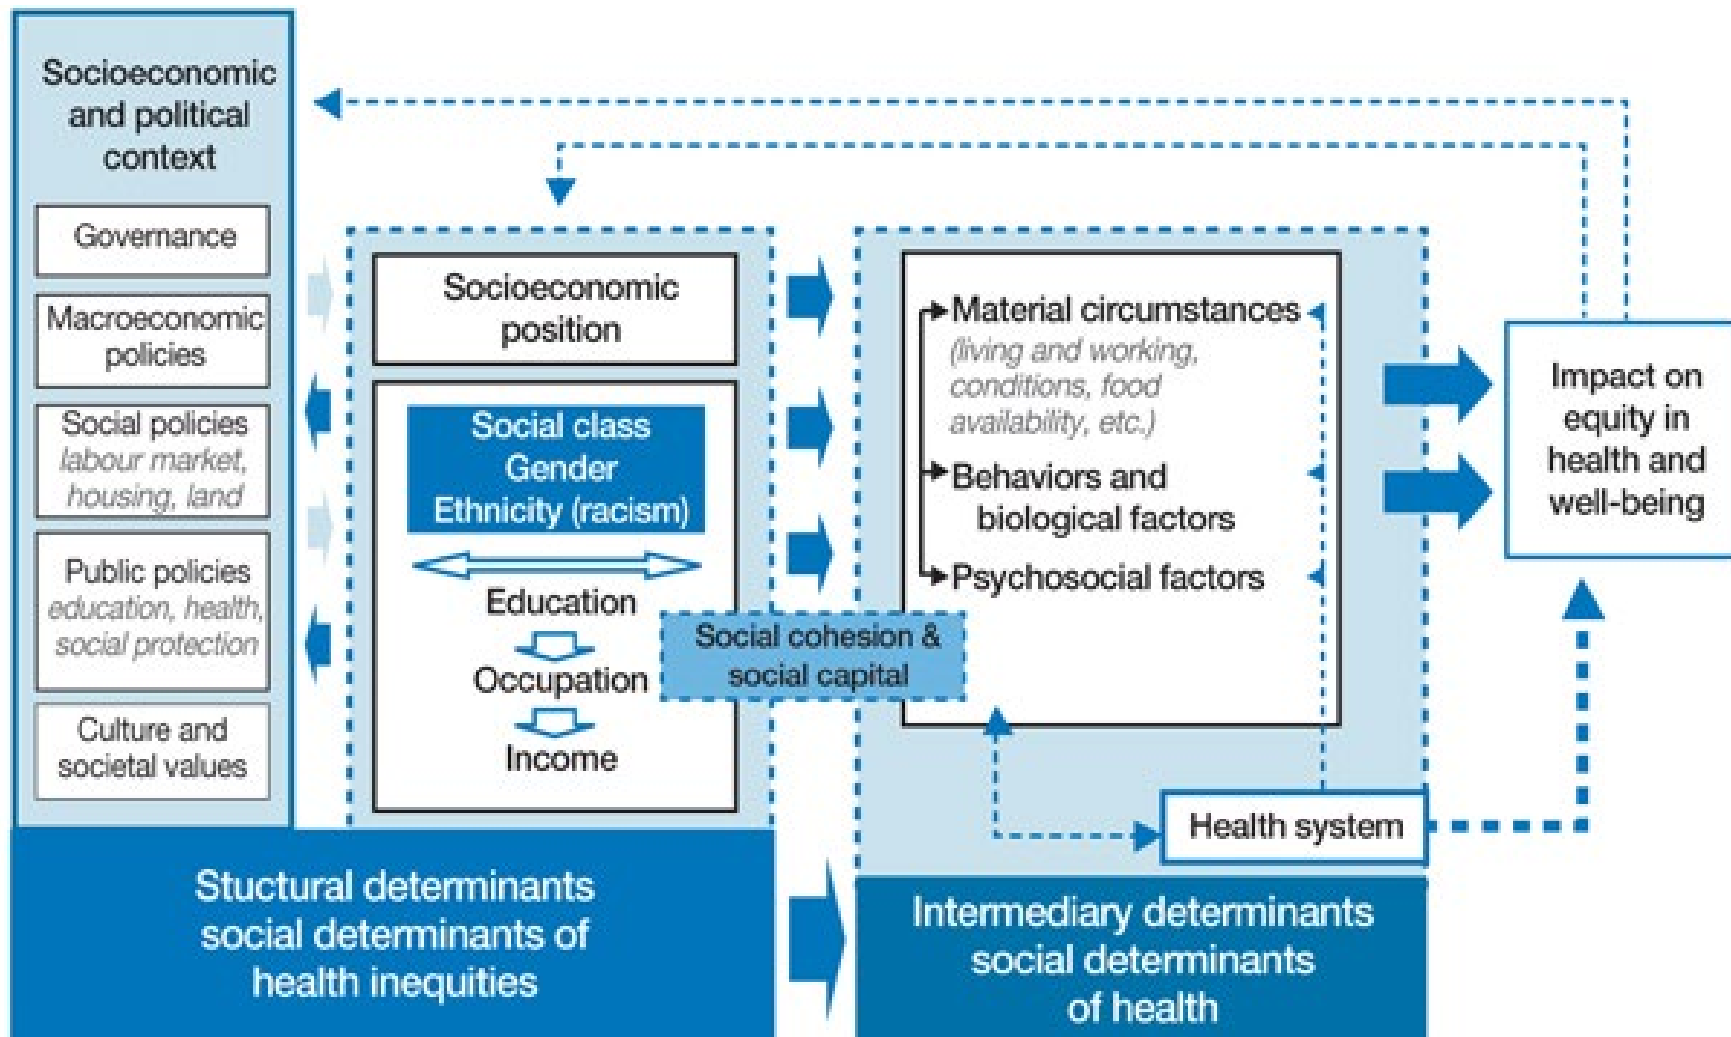 Socioeconomic
and political
context
Governance
Macroeconomic
policies
Social policies
labour market,
housing, land
Public policies
education, health,
social protection
Culture and
societal values
Socioeconomic
position
Social class
Gender
Ethnicity (racism)
Education
Occupation
Income
Social cohesion &
social capital
Material circumstances
(living and working,
conditions, food
availability, etc.)
Behaviors and
biological factors
Psychosocial factors
Health system
Impact on
equity in
health and
well-being
Stuctural determinants
social determinants of
health inequities
Intermediary determinants
social determinants
of health